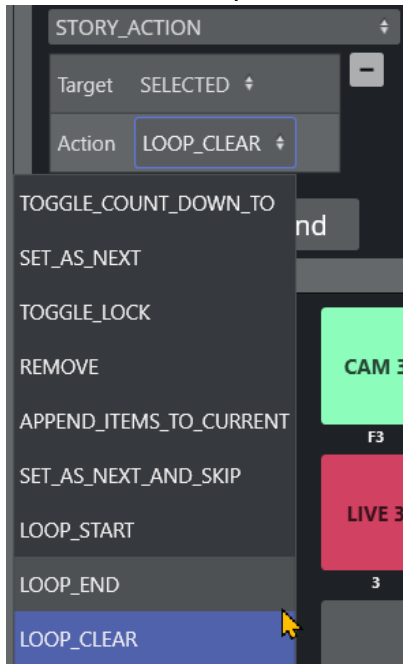 STORY_ACTION
Target SELECTED
Action LOOP_CLEAR
TOGGLE_COUNT_DOWN_TO
nd
SET_AS_NEXT
TOGGLE_LOCK
REMOVE
CAM 3
APPEND_ITEMS_TO_CURRENT
F3
SET_AS_NEXT_AND_SKIP
LOOP_START
LIVE 3
LOOP_END
3
LOOP_CLEAR